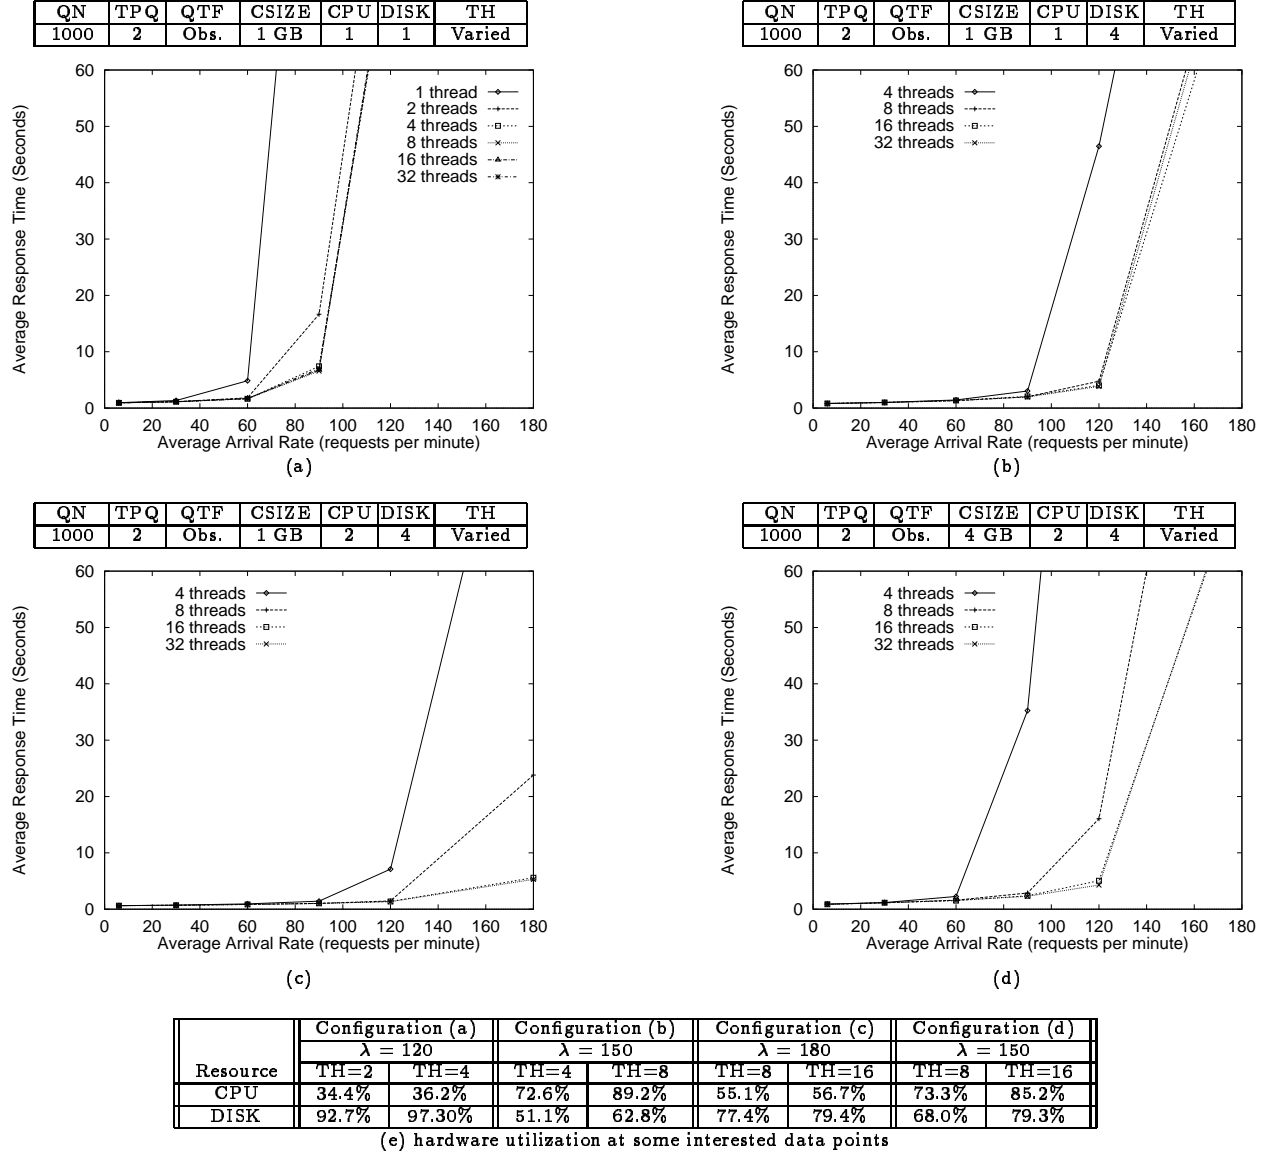 QN TPQ QTF CSIZE CPU DISK TH
1000 2 Obs. 1 GB 1 1 Varied
60
50
40
30
20
10
0
Average Response Time (Seconds)
1 thread
2 threads
4 threads
8 threads
16 threads
32 threads
0 20 40 60 80 100 120 140 160 180
Average Arrival Rate (requests per minute)
(a)
QN TPQ QTF CSIZE CPU DISK TH
1000 2 Obs. 1 GB 1 4 Varied
60
50
40
30
20
10
0
Average Response Time (Seconds)
4 threads
8 threads
16 threads
32 threads
0 20 40 60 80 100 120 140 160 180
Average Arrival Rate (requests per minute)
(b)
QN TPQ QTF CSIZE CPU DISK TH
1000 2 Obs. 1 GB 2 4 Varied
60
50
40
30
20
10
0
Average Response Time (Seconds)
4 threads
8 threads
16 threads
32 threads
0 20 40 60 80 100 120 140 160 180
Average Arrival Rate (requests per minute)
(c)
QN TPQ QTF CSIZE CPU DISK TH
1000 2 Obs. 4 GB 2 4 Varied
60
50
40
30
20
10
0
Average Response Time (Seconds)
4 threads
8 threads
16 threads
32 threads
0 20 40 60 80 100 120 140 160 180
Average Arrival Rate (requests per minute)
(d)
Configuration (a) Configuration (b) Configuration (c) Configuration (d)
λ = 120 λ = 150 λ = 180 λ = 150
Resource TH=2 TH=4 TH=4 TH=8 TH=8 TH=16 TH=8 TH=16
CPU 34.4% 36.2% 72.6% 89.2% 55.1% 56.7% 73.3% 85.2%
DISK 92.7% 97.30% 51.1% 62.8% 77.4% 79.4% 68.0% 79.3%
(e) hardware utilization at some interested data points